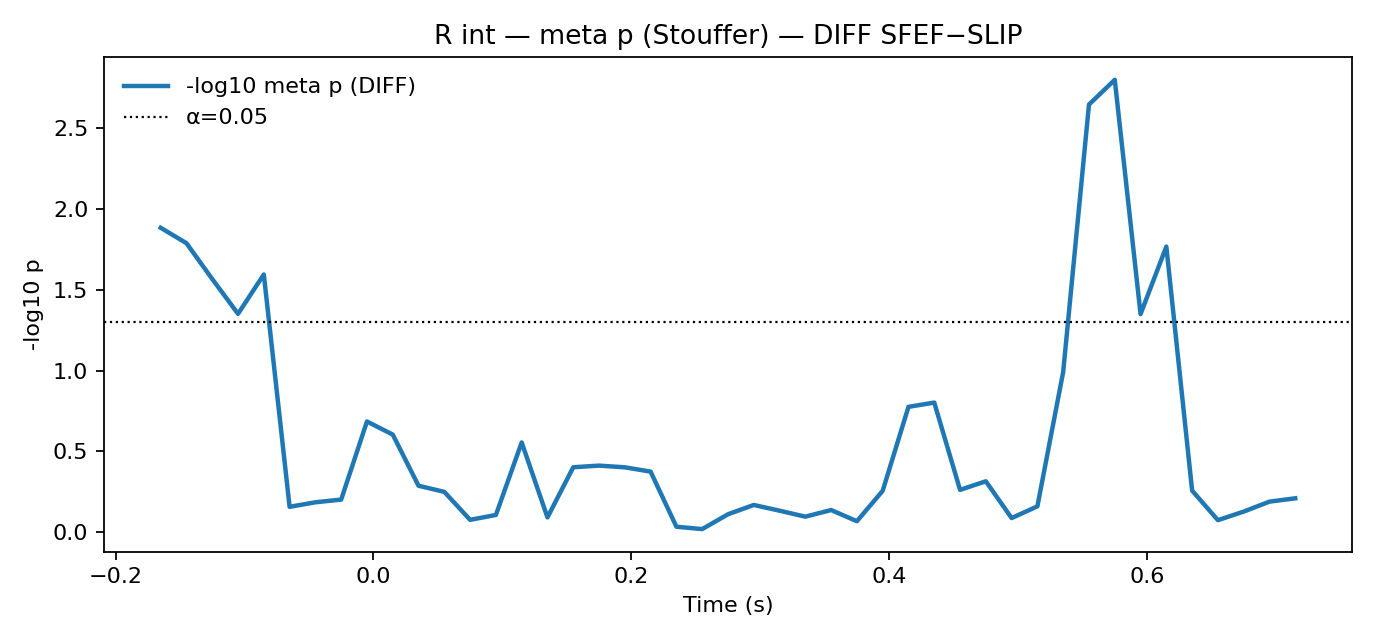 R int — meta p (Stouffer) — DIFF SFEF−SLIP
-log10 meta p (DIFF)
α=0.05
-log10 p
2.5
2.0
1.5
1.0
0.5
0.0
−0.2 0.0 0.2 0.4 0.6
Time (s)